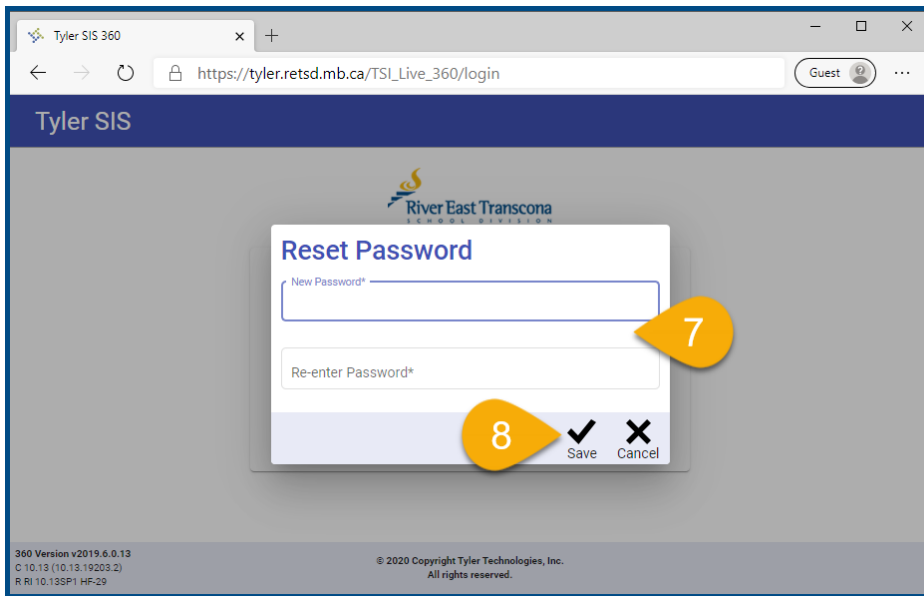 Tyler SIS 360
https://tyler.retsd.mb.ca/TSI_Live_360/login
Guest
Tyler SIS
River East Transcona
SCHOOL DIVISION
Reset Password
New Password*
7
Re-enter Password*
8
Save
Cancel
360 Version v2019.6.0.13
C 10.13 (10.13.19203.2)
R RI 10.13SP1 HF-29
© 2020 Copyright Tyler Technologies, Inc.
All rights reserved.